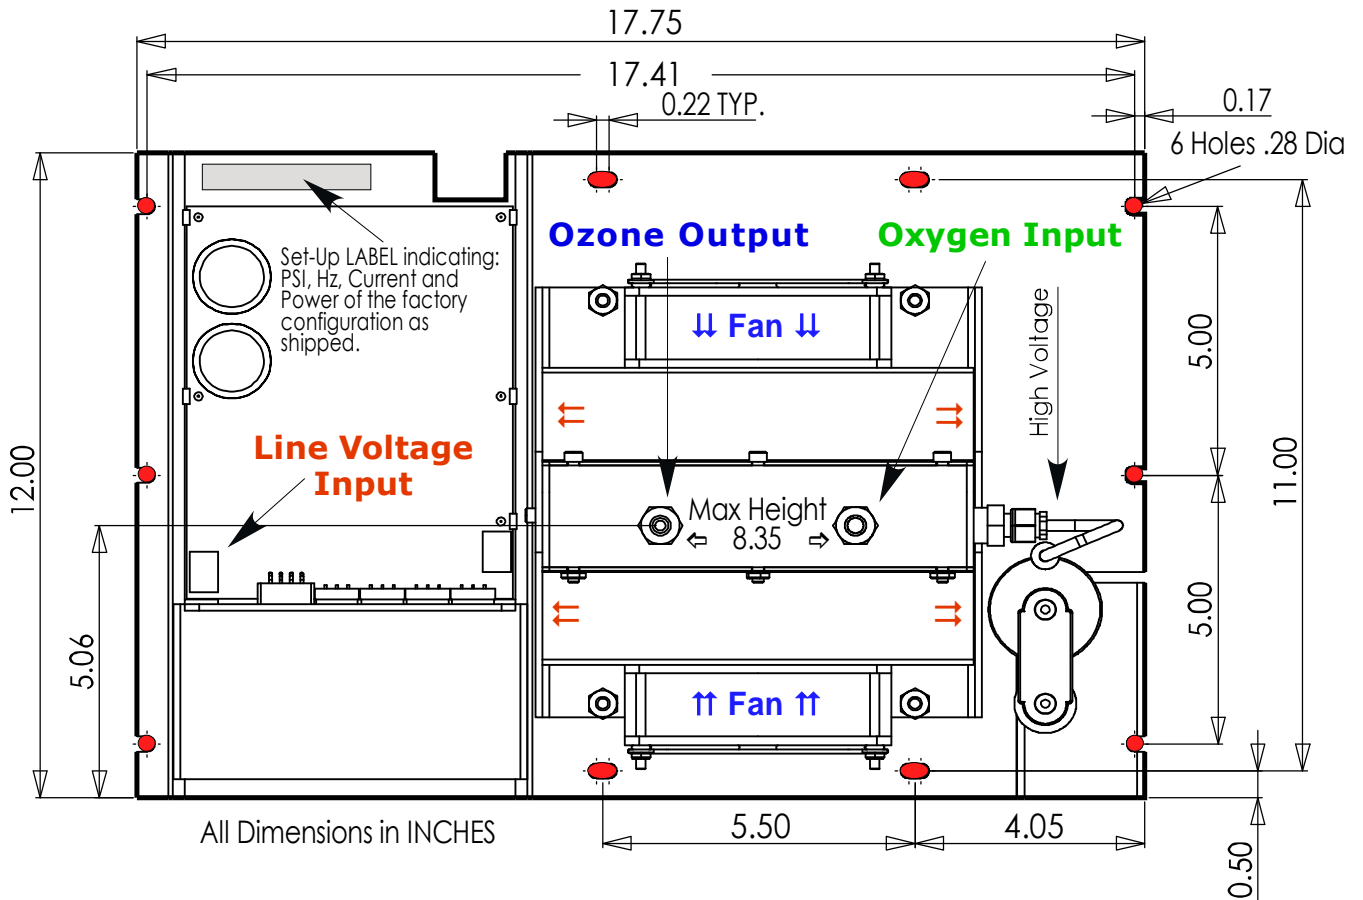 17.75
17.41
0.22 TYP.
0.17
6 Holes .28 Dia
Ozone Output
Oxygen Input
Set-Up LABEL indicating:
PSI, Hz, Current and
Power of the factory
configuration as
shipped.
⇊ Fan ⇊
High Voltage
5.00
11.00
12.00
Line Voltage
Input
Max Height
8.35
5.06
5.00
⇈ Fan ⇈
All Dimensions in INCHES
5.50
4.05
0.50